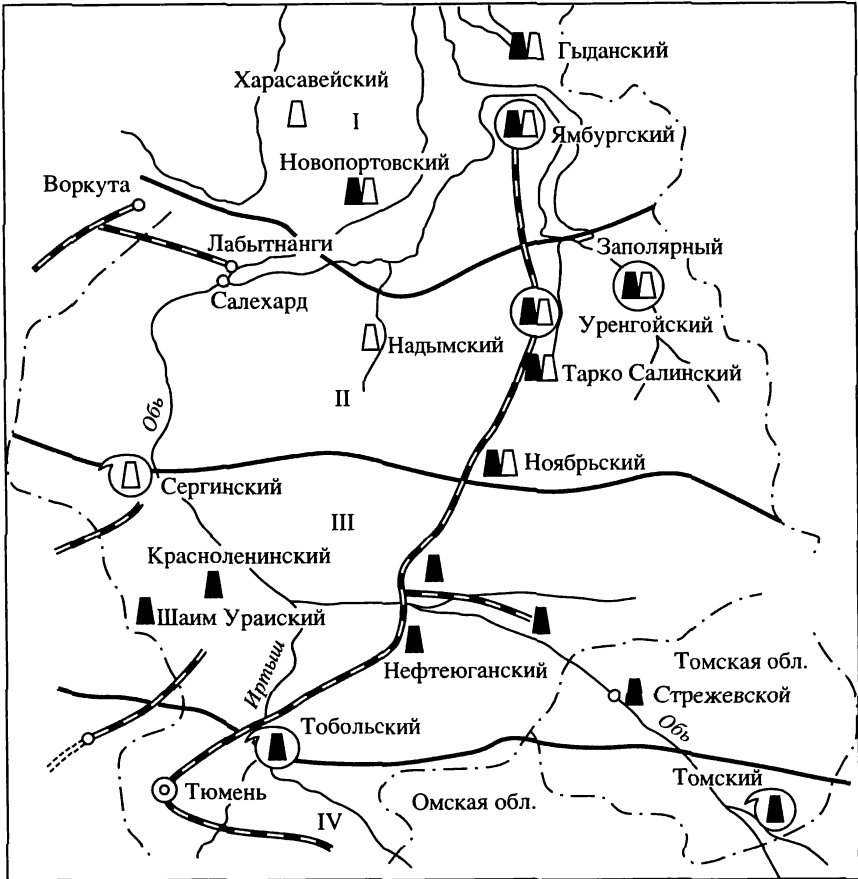 Гыданский
Харасавейский
I
Ямбургский
Новопортовский
Воркута
Лабытнанги
Заполярный
Салехард
Уренгойский
Надымский
Тарко Салинский
II
Обь
Ноябрьский
Сергинский
III
Красноленинский
Шаим Ураиский
Нефтеюганский
Иртыш
Томская обл.
Стрежевской
Обь
Тобольский
Томский
Тюмень
Омская обл.
IV